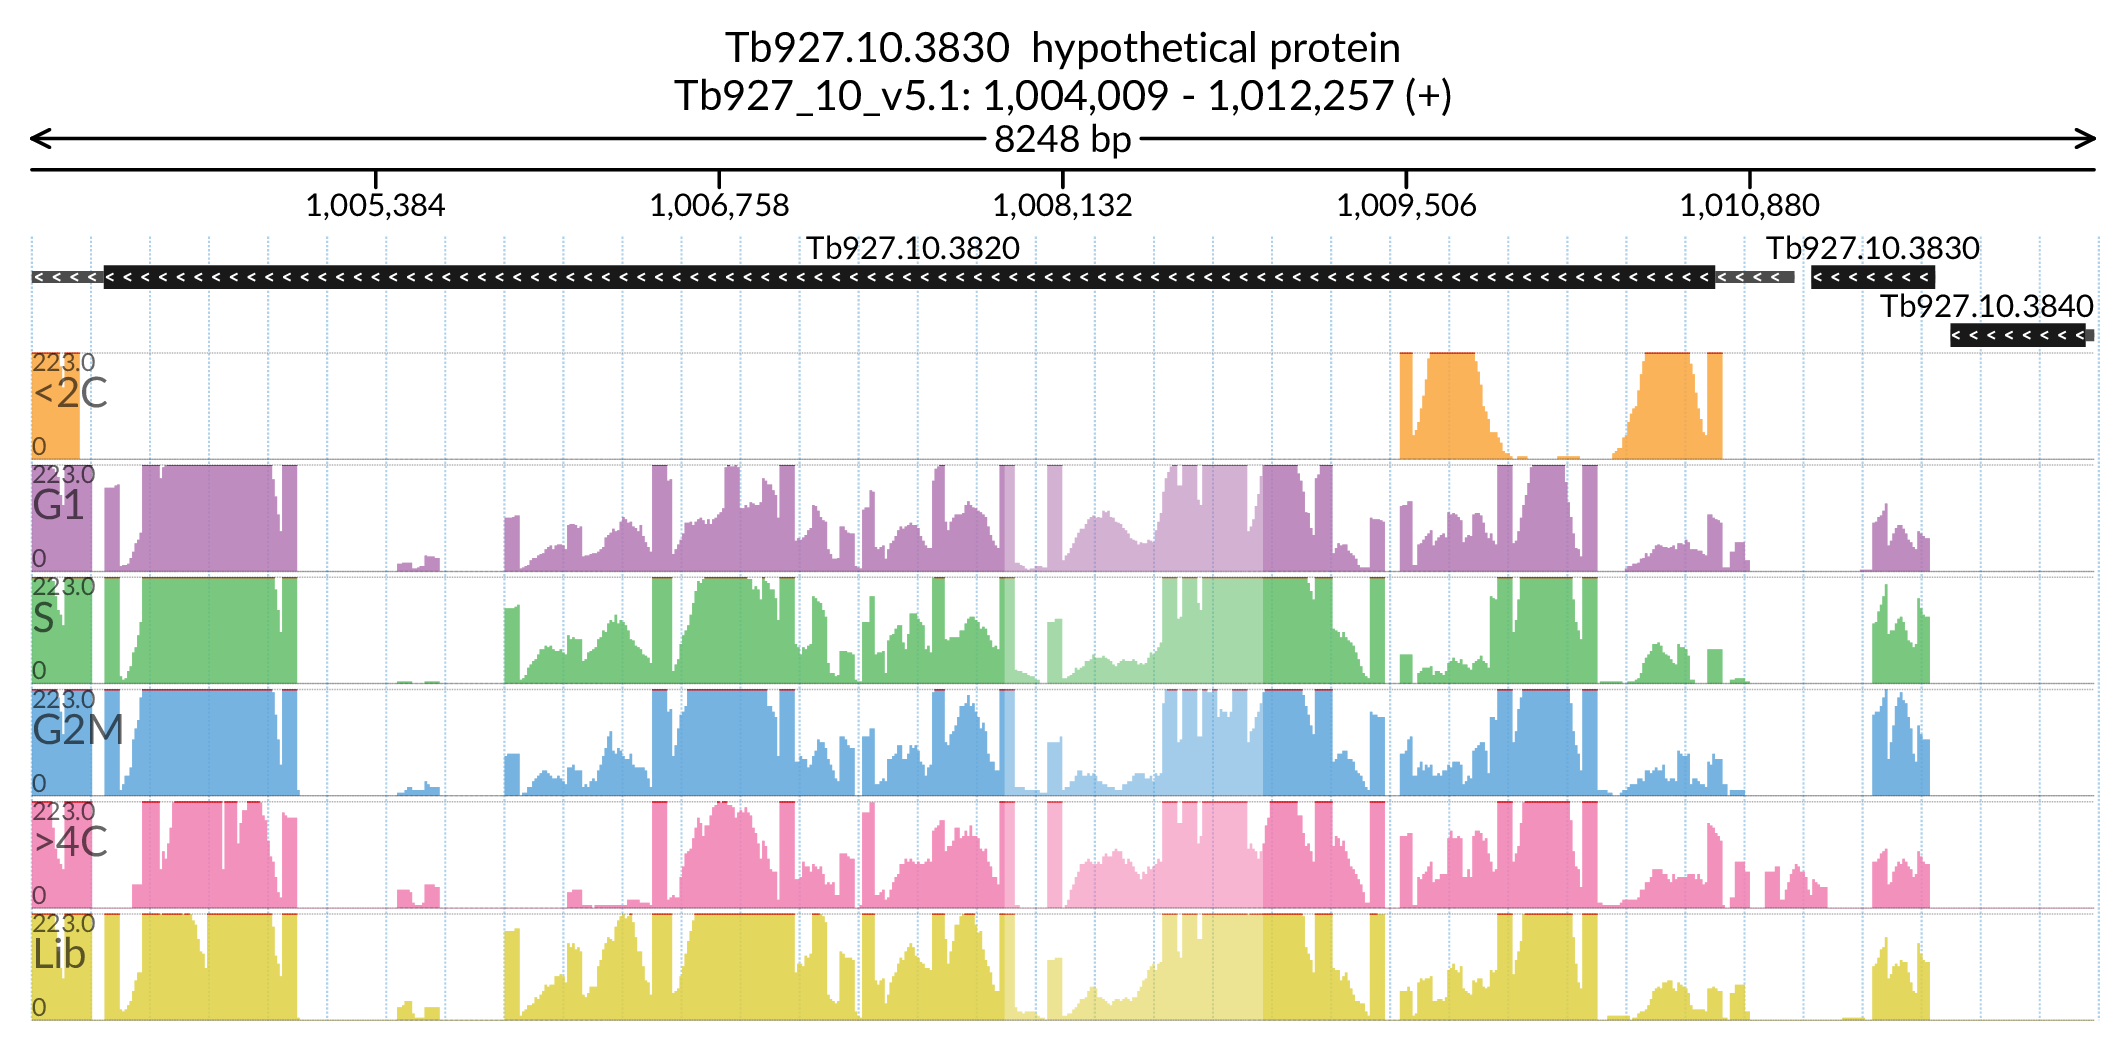 Tb927.10.3830  hypothetical protein
Tb927_10_v5.1: 1,004,009 - 1,012,257 (+)
8248 bp
1,005,384 1,006,758 1,008,132 1,009,506 1,010,880
Tb927.10.3820 Tb927.10.3830
Tb927.10.3840
223.0
<2C
0
223.0
G1
0
223.0
S
0
223.0
G2M
0
223.0
>4C
0
223.0
Lib
0